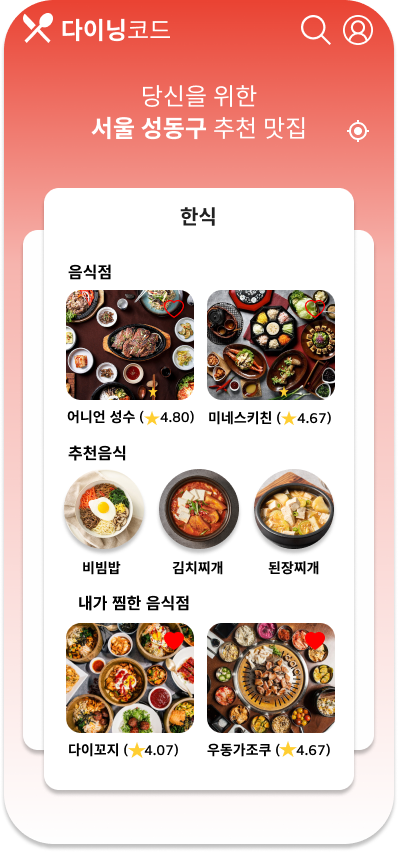 다이닝코드
당신을 위한
서울 성동구 추천 맛집
한식
음식점
어니언 성수 (⭐4.80)
미네스키친 (⭐4.67)
추천음식
비빔밥
김치찌개
된장찌개
내가 찜한 음식점
다이꼬지 (⭐4.07)
우동가조쿠 (⭐4.67)